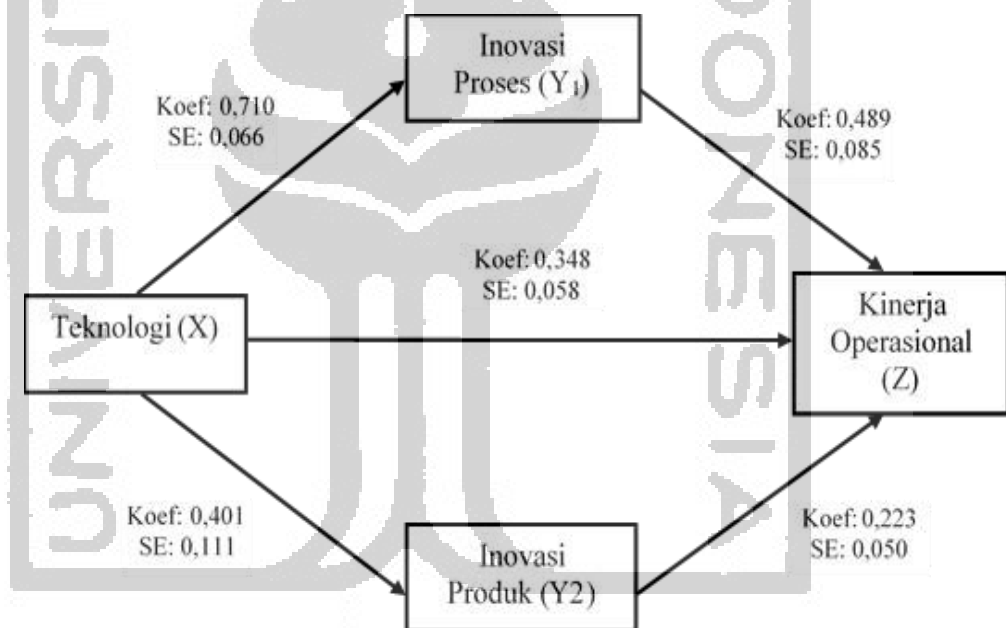 Inovasi
Proses (Y₁)
Koef: 0,710
SE: 0,066
Koef: 0,489
SE: 0,085
Koef: 0,348
SE: 0,058
Teknologi (X)
Kinerja
Operasional
(Z)
Koef: 0,401
SE: 0,111
Koef: 0,223
SE: 0,050
Inovasi
Produk (Y2)
UNIVERSIT